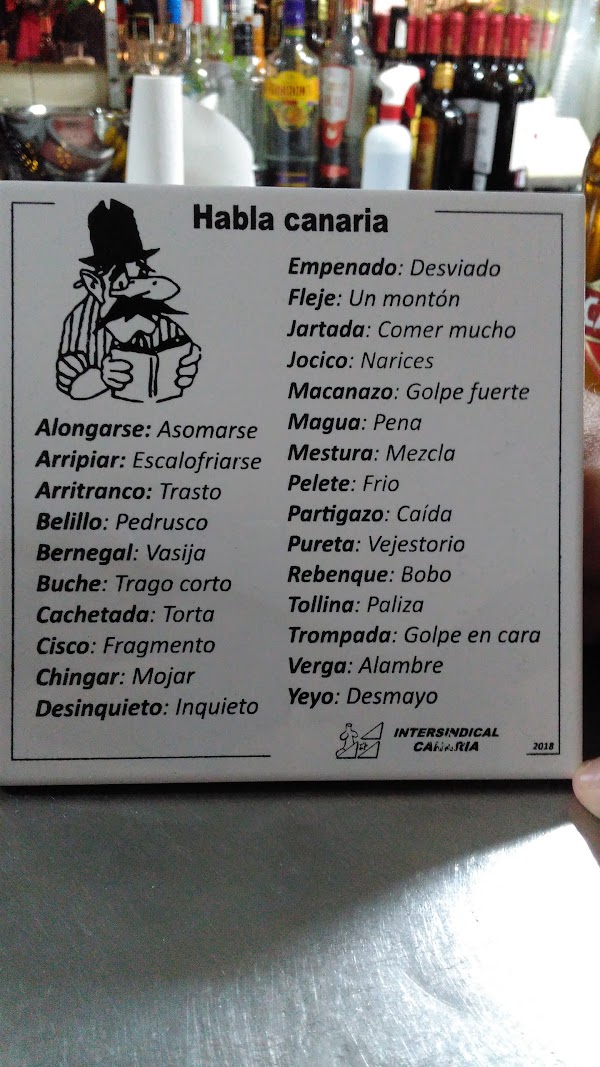 GORDON'S
Habla canaria
Alongarse: Asomarse
Arripiar: Escalofriarse
Arritranco: Trasto
Belillo: Pedrusco
Bernegal: Vasija
Buche: Trago corto
Cachetada: Torta
Cisco: Fragmento
Chingar: Mojar
Desinquieto: Inquieto
Empenado: Desviado
Fleje: Un montón
Jartada: Comer mucho
Jocico: Narices
Macanazo: Golpe fuerte
Magua: Pena
Mestura: Mezcla
Pelete: Frio
Partigazo: Caída
Pureta: Vejestorio
Rebenque: Bobo
Tollina: Paliza
Trompada: Golpe en cara
Verga: Alambre
Yeyo: Desmayo
INTERSINDICAL
CANARIA
2018